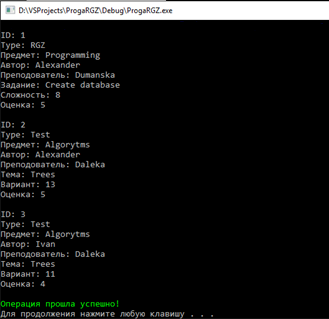 D:\VSProjects\ProgaRGZ\Debug\ProgaRGZ.exe
ID: 1
Type: RGZ
Предмет: Programming
Автор: Alexander
Преподователь: Dumanska
Задание: Create database
Сложность: 8
Оценка: 5
ID: 2
Type: Test
Предмет: Algorytms
Автор: Alexander
Преподователь: Daleka
Тема: Trees
Вариант: 13
Оценка: 5
ID: 3
Type: Test
Предмет: Algorytms
Автор: Ivan
Преподователь: Daleka
Тема: Trees
Вариант: 11
Оценка: 4
Операция прошла успешно!
Для продолжения нажмите любую клавишу . . .